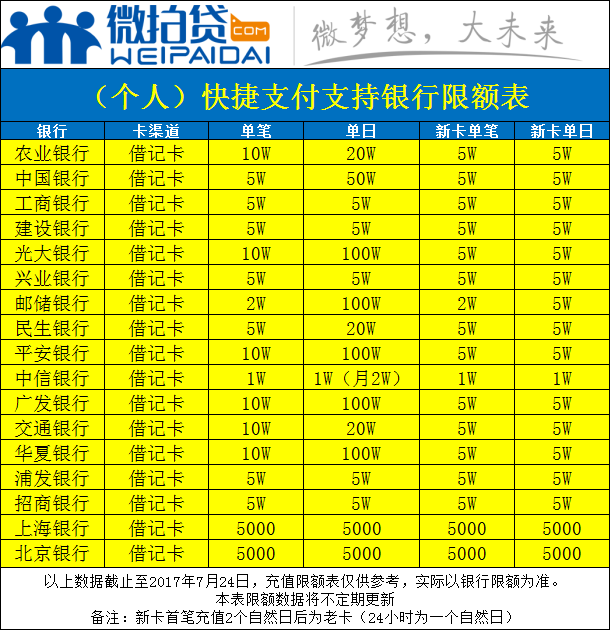 微拍贷.COM
WEIPAIDAI
微梦想，大未来
（个人）快捷支付支持银行限额表
银行 卡渠道 单笔 单日 新卡单笔 新卡单日
农业银行 借记卡 10W 20W 5W 5W
中国银行 借记卡 5W 50W 5W 5W
工商银行 借记卡 5W 5W 5W 5W
建设银行 借记卡 5W 5W 5W 5W
光大银行 借记卡 10W 100W 5W 5W
兴业银行 借记卡 5W 5W 5W 5W
邮储银行 借记卡 2W 100W 2W 5W
民生银行 借记卡 5W 20W 5W 5W
平安银行 借记卡 10W 100W 5W 5W
中信银行 借记卡 1W 1W（月2W） 1W 1W
广发银行 借记卡 10W 100W 5W 5W
交通银行 借记卡 10W 20W 5W 5W
华夏银行 借记卡 10W 100W 5W 5W
浦发银行 借记卡 5W 5W 5W 5W
招商银行 借记卡 5W 5W 5W 5W
上海银行 借记卡 5000 5000 5000 5000
北京银行 借记卡 5000 5000 5000 5000
以上数据截止至2017年7月24日，充值限额表仅供参考，实际以银行限额为准。
本表限额数据将不定期更新
备注：新卡首笔充值2个自然日后为老卡（24小时为一个自然日）